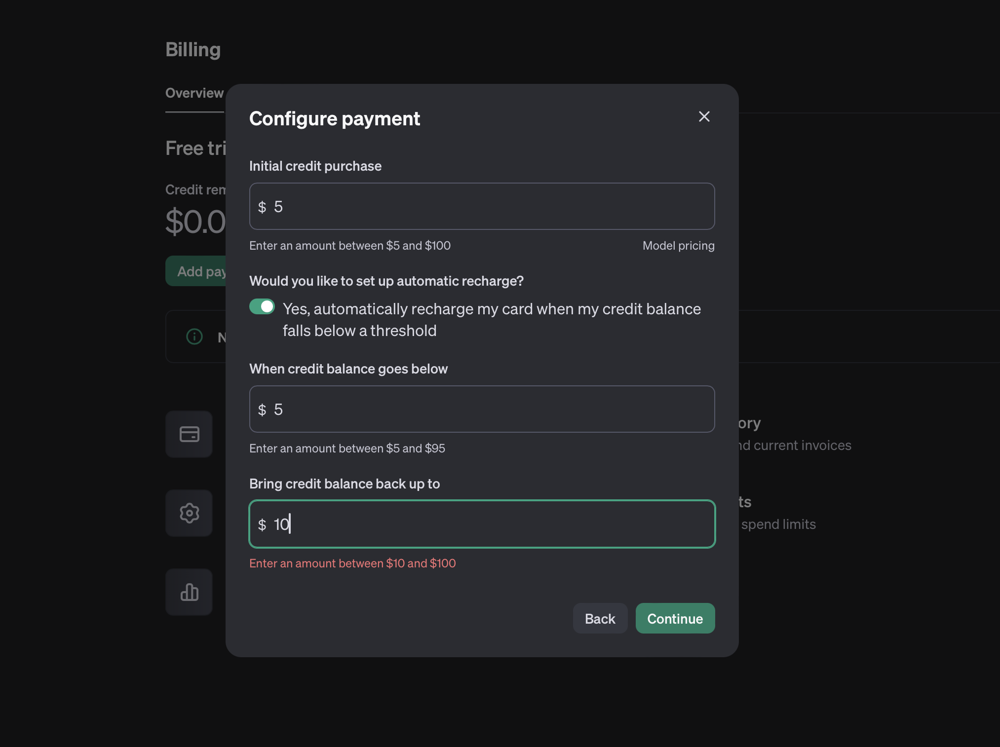 Billing
Overview
Configure payment
Free tri
Initial credit purchase
Credit rem
$ 5
$0.0
Enter an amount between $5 and $100
Model pricing
Add pay
Would you like to set up automatic recharge?
Yes, automatically recharge my card when my credit balance
falls below a threshold
N
When credit balance goes below
$ 5
Enter an amount between $5 and $95
ory
nd current invoices
Bring credit balance back up to
$ 10
ts
spend limits
Enter an amount between $10 and $100
Back
Continue